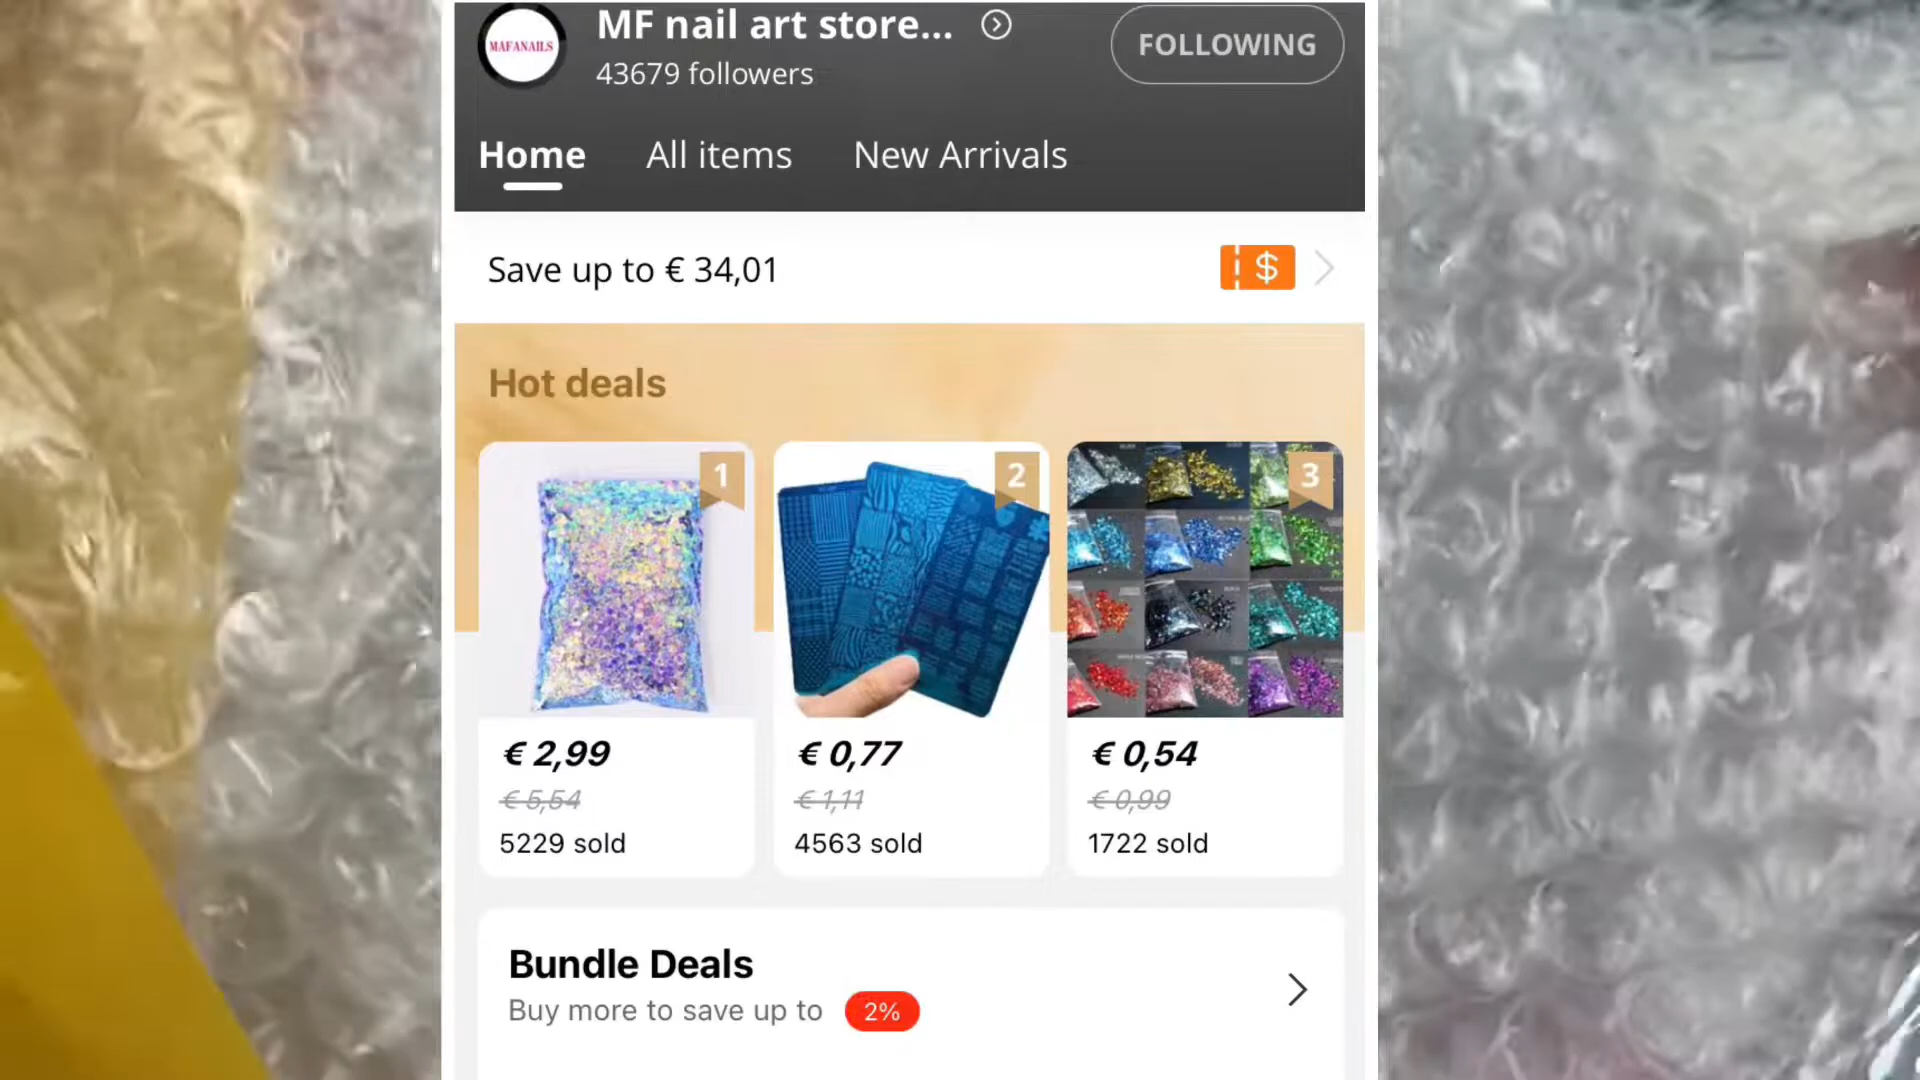 MAFANAILS
MF nail art store...
43679 followers
FOLLOWING
Home
All items
New Arrivals
Save up to € 34,01
$
Hot deals
1
2
3
€ 2,99
€ 0,77
€ 0,54
€ 5,54
€ 1,11
€ 0,99
5229 sold
4563 sold
1722 sold
Bundle Deals
Buy more to save up to 2%